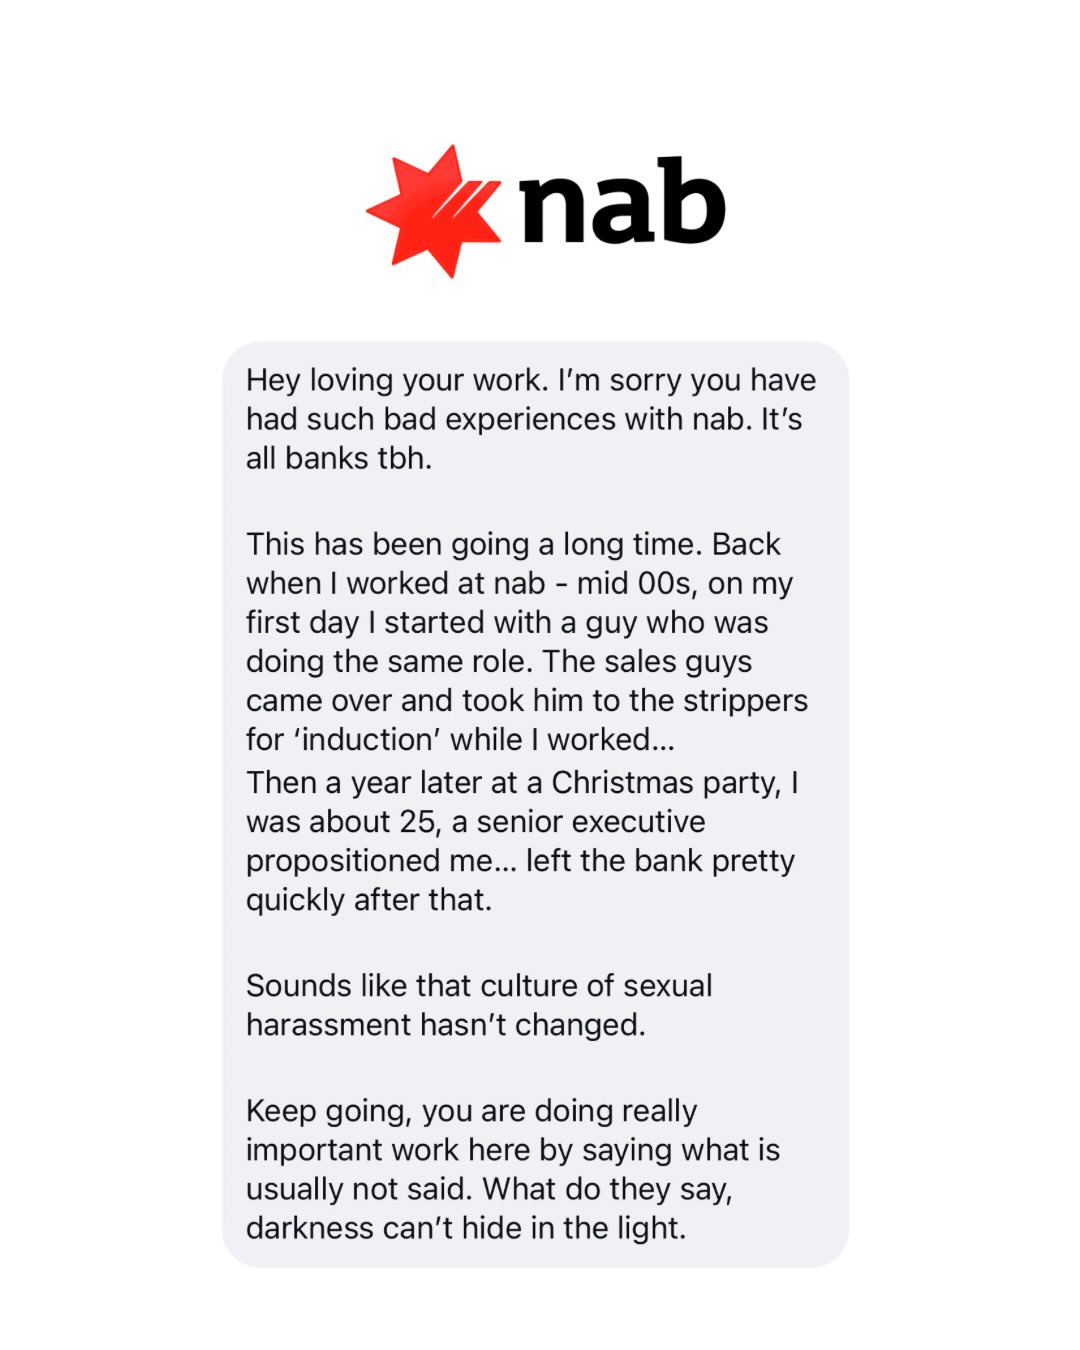 nab
Hey loving your work. I’m sorry you have
had such bad experiences with nab. It’s
all banks tbh.
This has been going a long time. Back
when I worked at nab - mid 00s, on my
first day I started with a guy who was
doing the same role. The sales guys
came over and took him to the strippers
for ‘induction’ while I worked...
Then a year later at a Christmas party, I
was about 25, a senior executive
propositioned me... left the bank pretty
quickly after that.
Sounds like that culture of sexual
harassment hasn’t changed.
Keep going, you are doing really
important work here by saying what is
usually not said. What do they say,
darkness can’t hide in the light.